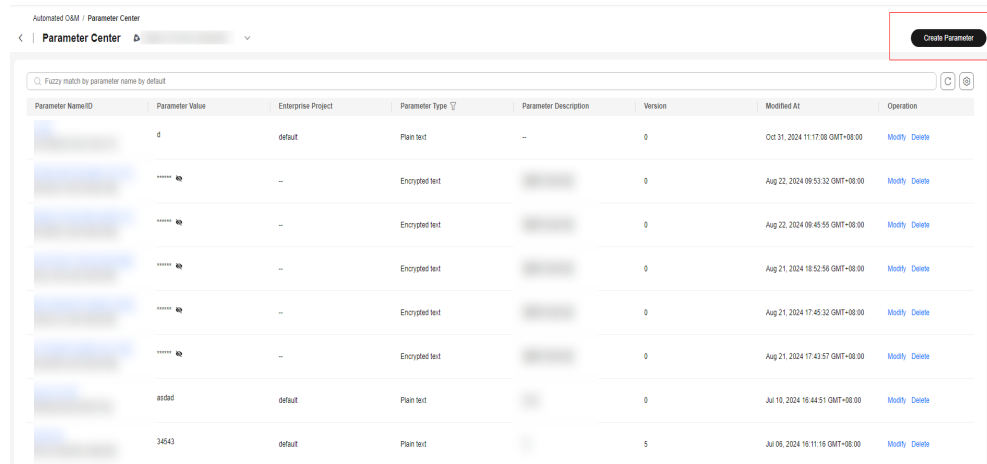 Automated O&M / Parameter Center
Parameter Center
Create Parameter
Fuzzy match by parameter name by default
Parameter Name/ID Parameter Value Enterprise Project Parameter Type Parameter Description Version Modified At Operation
d default Plain text -- 0 Oct 31, 2024 11:17:08 GMT+08:00 Modify Delete
****** -- Encrypted text 0 Aug 22, 2024 09:53:32 GMT+08:00 Modify Delete
****** -- Encrypted text 0 Aug 22, 2024 09:45:55 GMT+08:00 Modify Delete
****** -- Encrypted text 0 Aug 21, 2024 18:52:56 GMT+08:00 Modify Delete
****** -- Encrypted text 0 Aug 21, 2024 17:45:32 GMT+08:00 Modify Delete
****** -- Encrypted text 0 Aug 21, 2024 17:43:57 GMT+08:00 Modify Delete
asdad default Plain text 0 Jul 10, 2024 16:44:51 GMT+08:00 Modify Delete
34543 default Plain text 5 Jul 06, 2024 16:11:16 GMT+08:00 Modify Delete